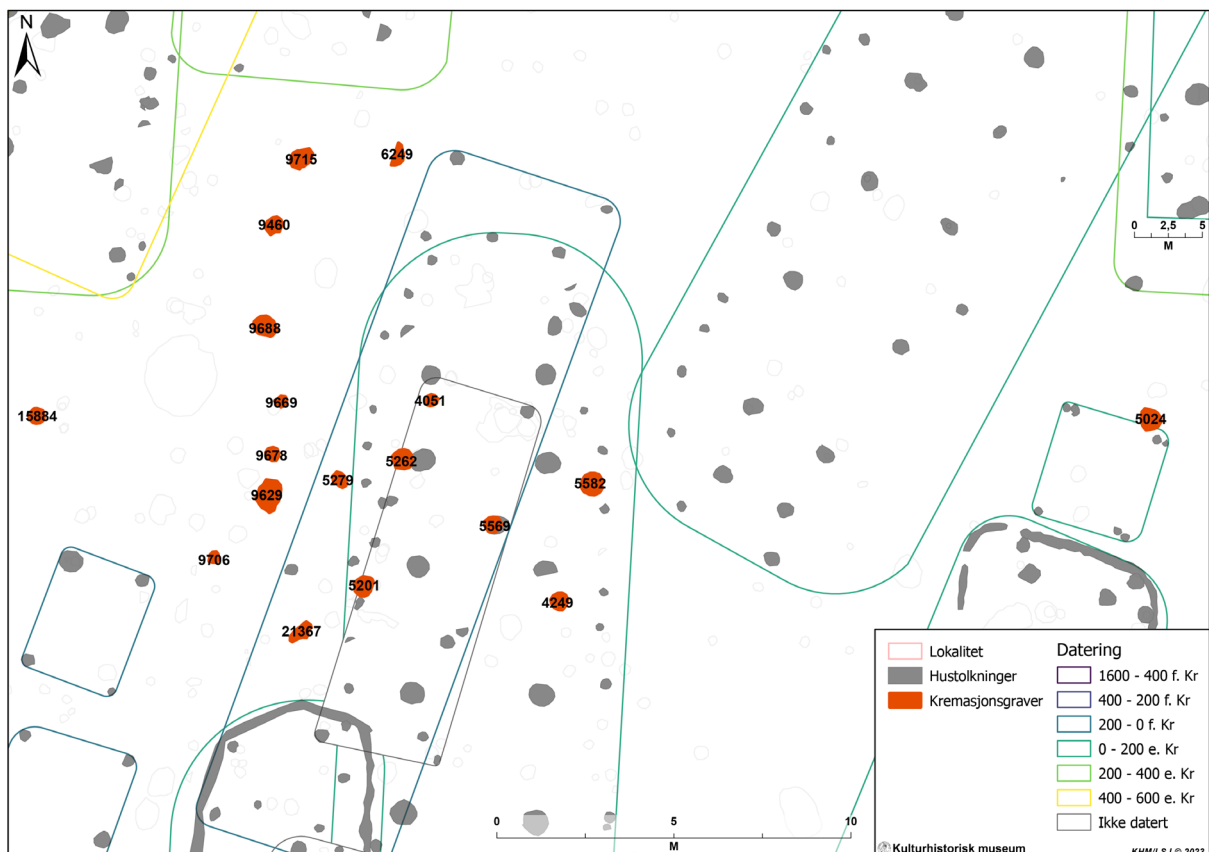 N
9715
6249
9460
0 2,5 5
M
9688
9669
4051
15884
5024
9678
5262
5279
5582
9629
5569
9706
5201
4249
21367
Lokalitet
Hustolkninger
Kremasjonsgraver
Datering
1600 - 400 f. Kr
400 - 200 f. Kr
200 - 0 f. Kr
0 - 200 e. Kr
200 - 400 e. Kr
400 - 600 e. Kr
Ikke datert
0 5 10
M
Kulturhistorisk museum